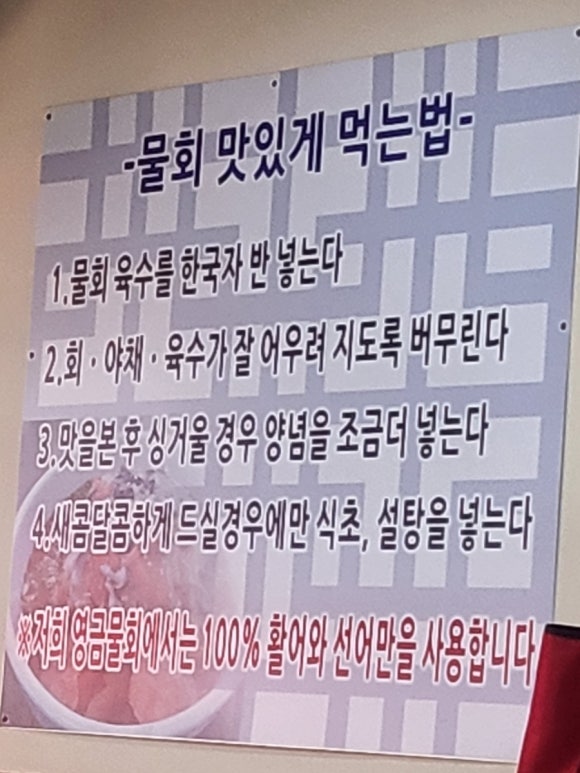 -물회 맛있게 먹는법-
1.물회 육수를 한국자 반 넣는다
2.회·야채·육수가 잘 어우려 지도록 버무린다
3.맛을본 후 싱거울 경우 양념을 조금더 넣는다
4.새콤달콤하게 드실경우에만 식초, 설탕을 넣는다
※저희 영금물회에서는 100% 활어와 선어만을 사용합니다